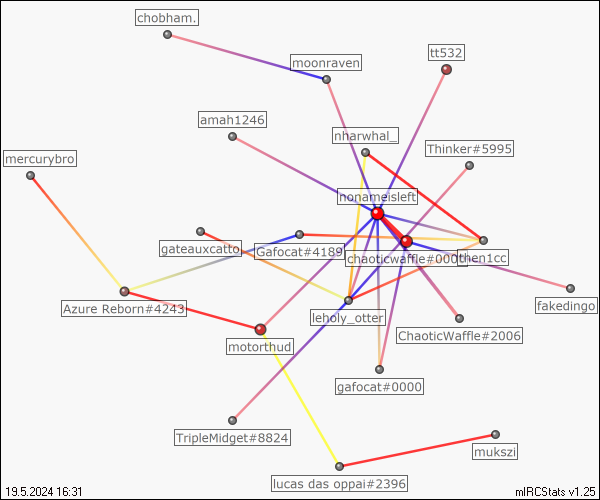 chobham.
tt532
moonraven
amah1246
nharwhal_
Thinker#5995
mercurybro
nonameisleft
gateauxcatto
Gafocat#4189
chaoticwaffle#000
then1cc
Azure Reborn#4243
leholy_otter
fakedingo
ChaoticWaffle#2006
motorthud
gafocat#0000
TripleMidget#8824
mukszi
lucas das oppai#2396
19.5.2024 16:31
mIRCStats v1.25